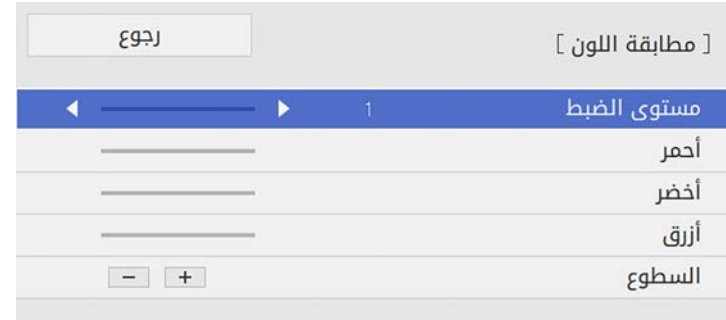 [ مطابقة اللون ]
رجوع
مستوى الضبط 1
أحمر
أخضر
أزرق
السطوع + −